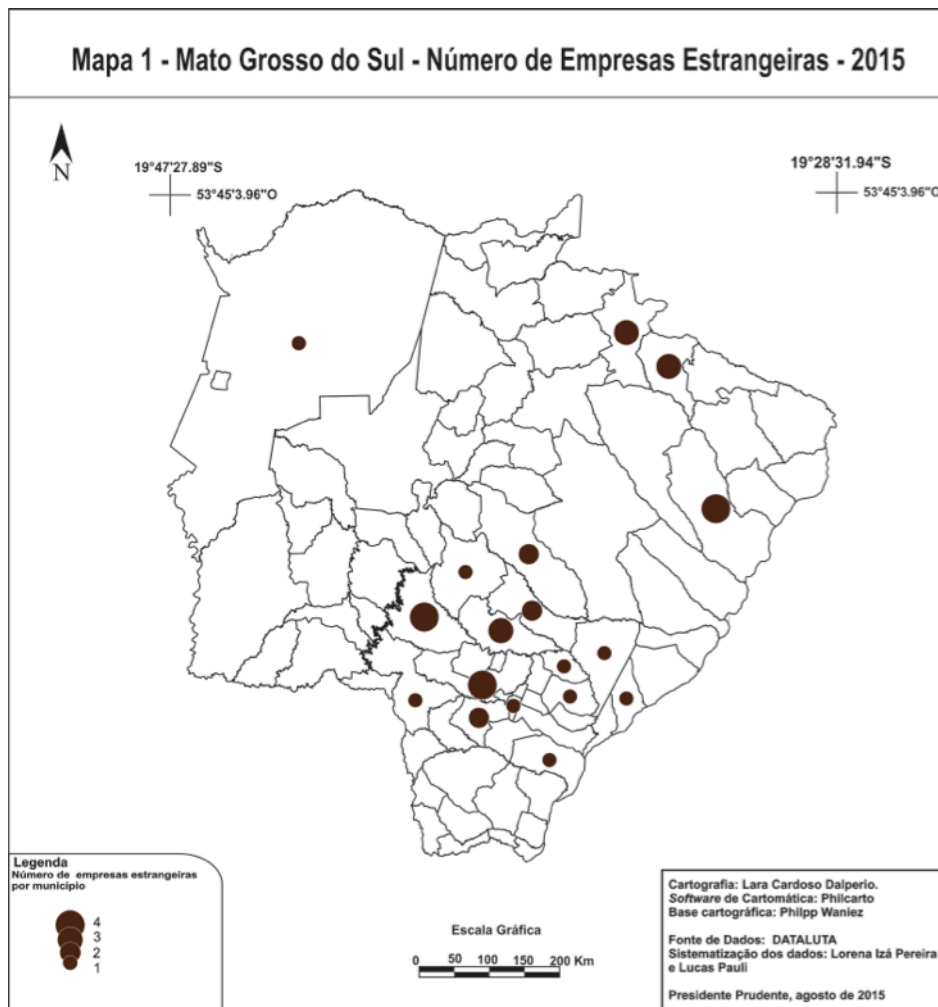 Mapa 1 - Mato Grosso do Sul - Número de Empresas Estrangeiras - 2015
N
19°47'27.89"S
53°45'3.96"O
19°28'31.94"S
53°45'3.96"O
Legenda
Número de empresas estrangeiras
por município
4
3
2
1
Escala Gráfica
0 50 100 150 200 Km
Cartografia: Lara Cardoso Dalperio.
Software de Cartomática: Philcarto
Base cartográfica: Philpp Waniez
Fonte de Dados: DATALUTA
Sistematização dos dados: Lorena Izá Pereira
e Lucas Pauli
Presidente Prudente, agosto de 2015